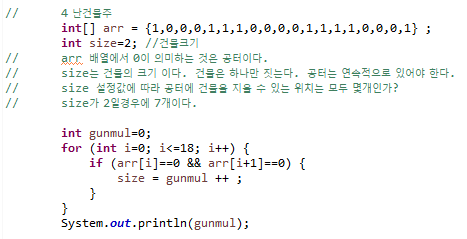 //      4 난건물주
int[] arr = {1,0,0,0,1,1,1,0,0,0,0,1,1,1,1,0,0,0,1} ;
int size=2; //건물크기
//      arr 배열에서 0이 의미하는 것은 공터이다.
//      size는 건물의 크기 이다. 건물은 하나만 짓는다. 공터는 연속적으로 있어야 한다.
//      size 설정값에 따라 공터에 건물을 지을 수 있는 위치는 모두 몇개인가?
//      size가 2일경우에 7개이다.
int gunmul=0;
for (int i=0; i<=18; i++) {
if (arr[i]==0 && arr[i+1]==0) {
size = gunmul ++ ;
}
}
System.out.println(gunmul);